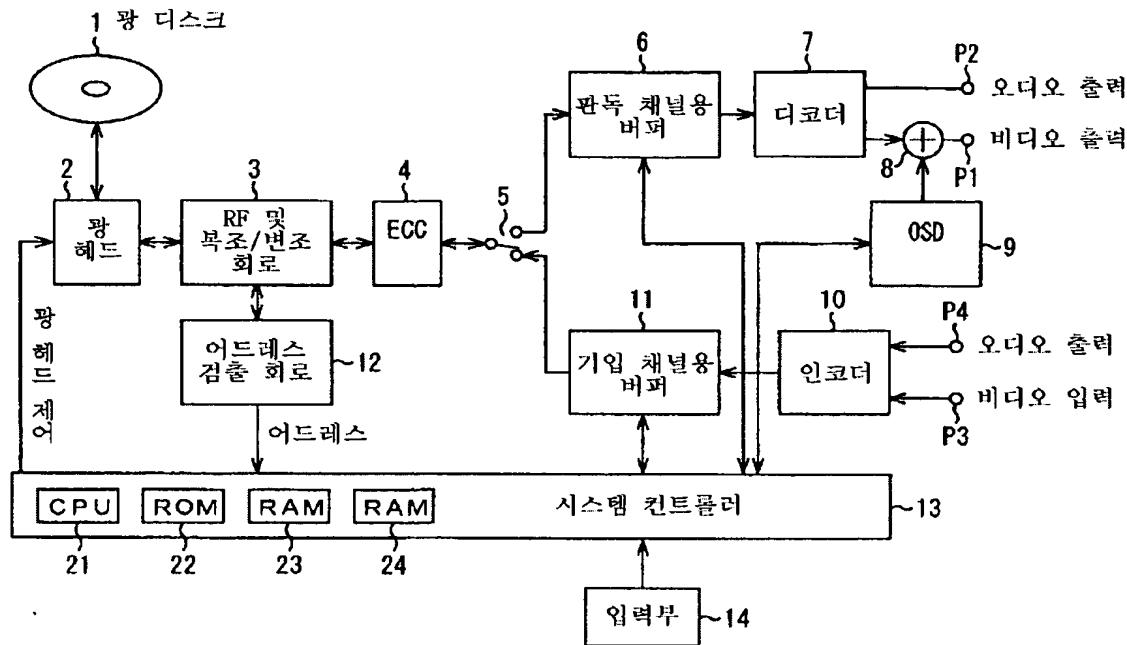 1 광 디스크
6
7
P2
오디오 출력
판독 채널용
버퍼
디코더
비디오 출력
8
P1
2
3
4
5
광
헤드
RF 및
복조/변조
회로
ECC
OSD
9
11
10
P4
오디오 출력
어드레스
검출 회로
12
기입 채널용
버퍼
인코더
비디오 입력
P3
광 헤드 제어
어드레스
CPU
ROM
RAM
RAM
시스템 컨트롤러
13
21
22
23
24
입력부
14